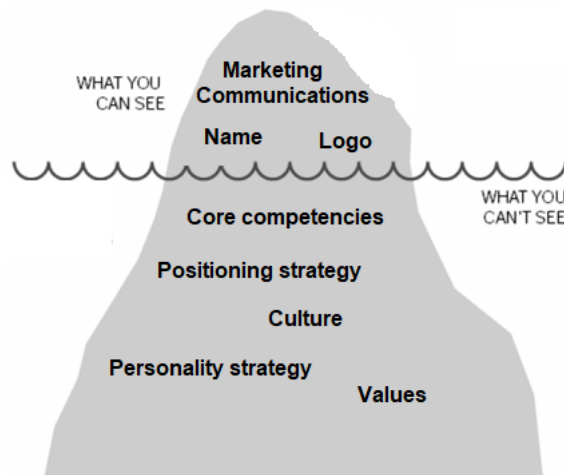 Marketing
Communications
WHAT YOU
CAN SEE
Name
Logo
WHAT YOU
CAN'T SEE
Core competencies
Positioning strategy
Culture
Personality strategy
Values